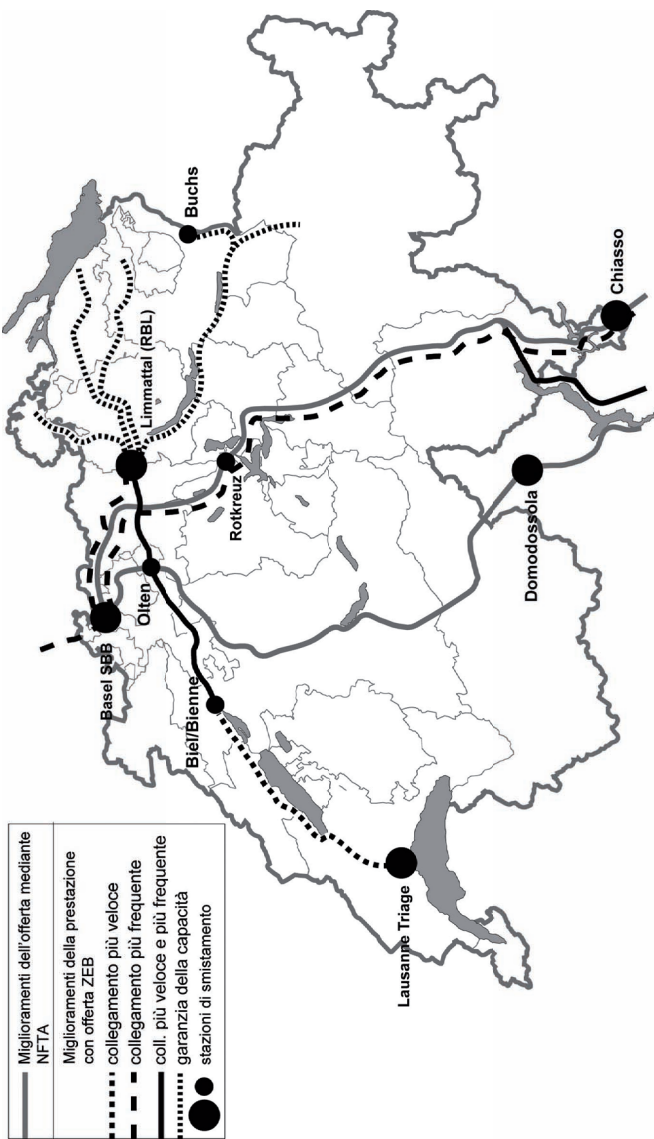 Miglioramenti dell'offerta mediante
NFTA
Miglioramenti della prestazione
con offerta ZEB
collegamento più veloce
collegamento più frequente
coll. più veloce e più frequente
garanzia della capacità
stazioni di smistamento
Basel SBB
Olten
Biel/Bienne
Lausanne Triage
Limmattal (RBL)
Rotkreuz
Buchs
Domodossola
Chiasso